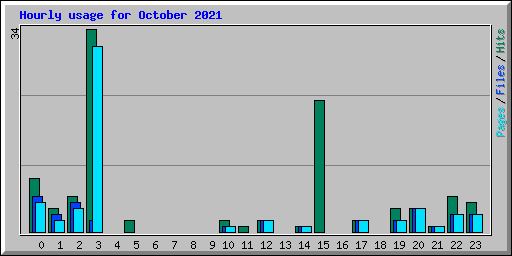 Hourly usage for October 2021
34
Pages/Files/Hits
0 1 2 3 4 5 6 7 8 9 10 11 12 13 14 15 16 17 18 19 20 21 22 23